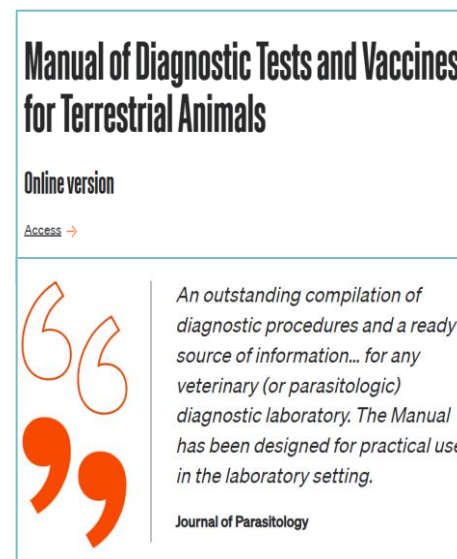 Manual of Diagnostic Tests and Vaccines
for Terrestrial Animals
Online version
Access →
An outstanding compilation of
diagnostic procedures and a ready
source of information... for any
veterinary (or parasitologic)
diagnostic laboratory. The Manual
has been designed for practical use
in the laboratory setting.
Journal of Parasitology